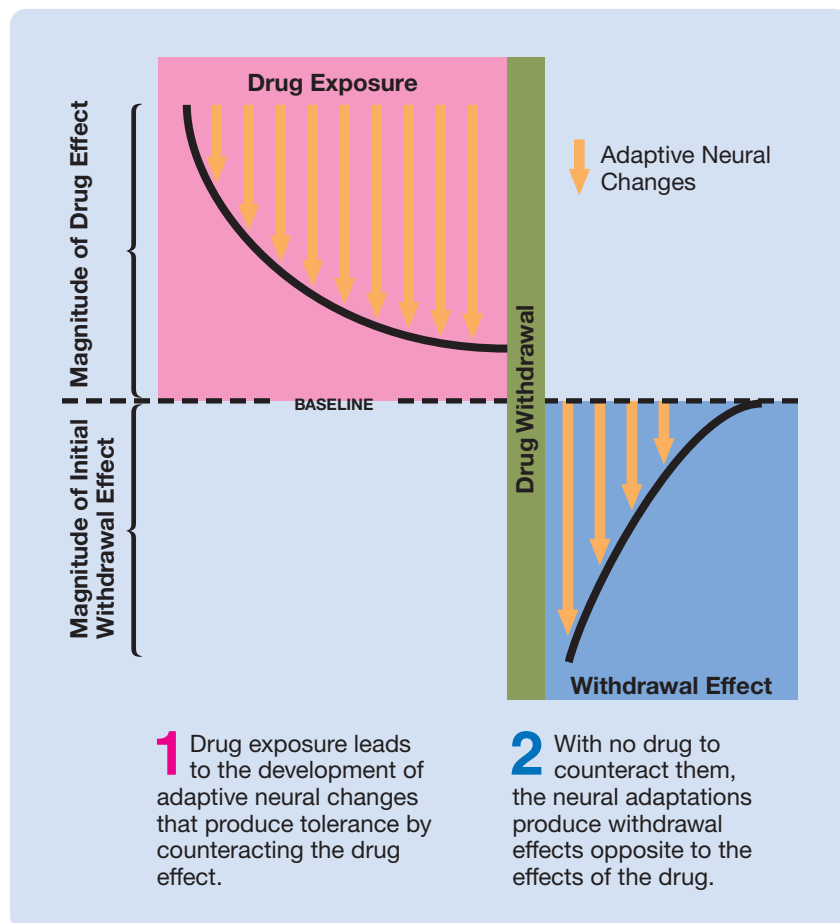 Drug Exposure
Magnitude of Drug Effect
Adaptive Neural
Changes
Drug Withdrawal
BASELINE
Magnitude of Initial
Withdrawal Effect
Withdrawal Effect
1 Drug exposure leads
to the development of
adaptive neural changes
that produce tolerance by
counteracting the drug
effect.
2 With no drug to
counteract them,
the neural adaptations
produce withdrawal
effects opposite to the
effects of the drug.